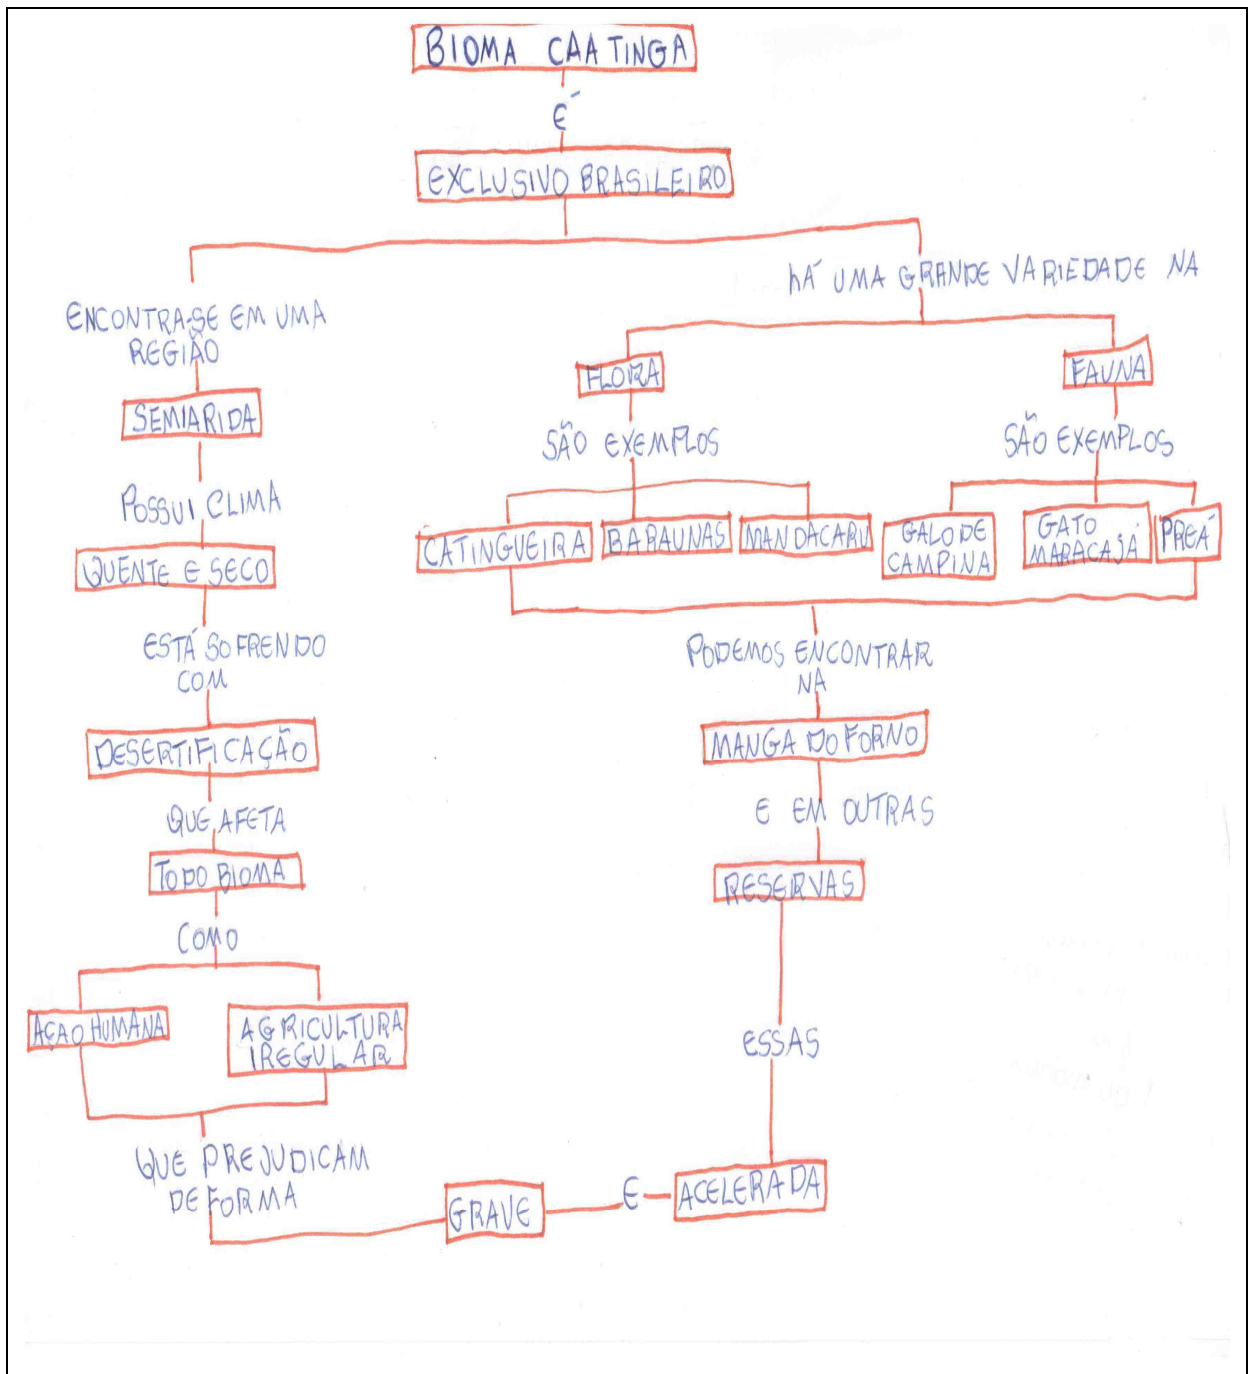 BIOMA CAATINGA
É
EXCLUSIVO BRASILEIRO
HÁ UMA GRANDE VARIEDADE NA
ENCONTRA-SE EM UMA
REGIÃO
SEMIARIDA
POSSUI CLIMA
QUENTE E SECO
ESTÁ SOFRENDO
COM
DESERTIFICAÇÃO
QUE AFETA
TODO BIOMA
COMO
AÇAO HUMANA
AGRICULTURA
IREGULAR
QUE PREJUDICAM
DE FORMA
GRAVE
E
ACELERADA
FLORA
SÃO EXEMPLOS
CATINGUEIRA
BARAUNAS
MANDACARU
FAUNA
SÃO EXEMPLOS
GALO DE
CAMPINA
GATO
MARACAJÁ
PREÁ
PODEMOS ENCONTRAR
NA
MANGA DO FORNO
E EM OUTRAS
RESERVAS
ESSAS